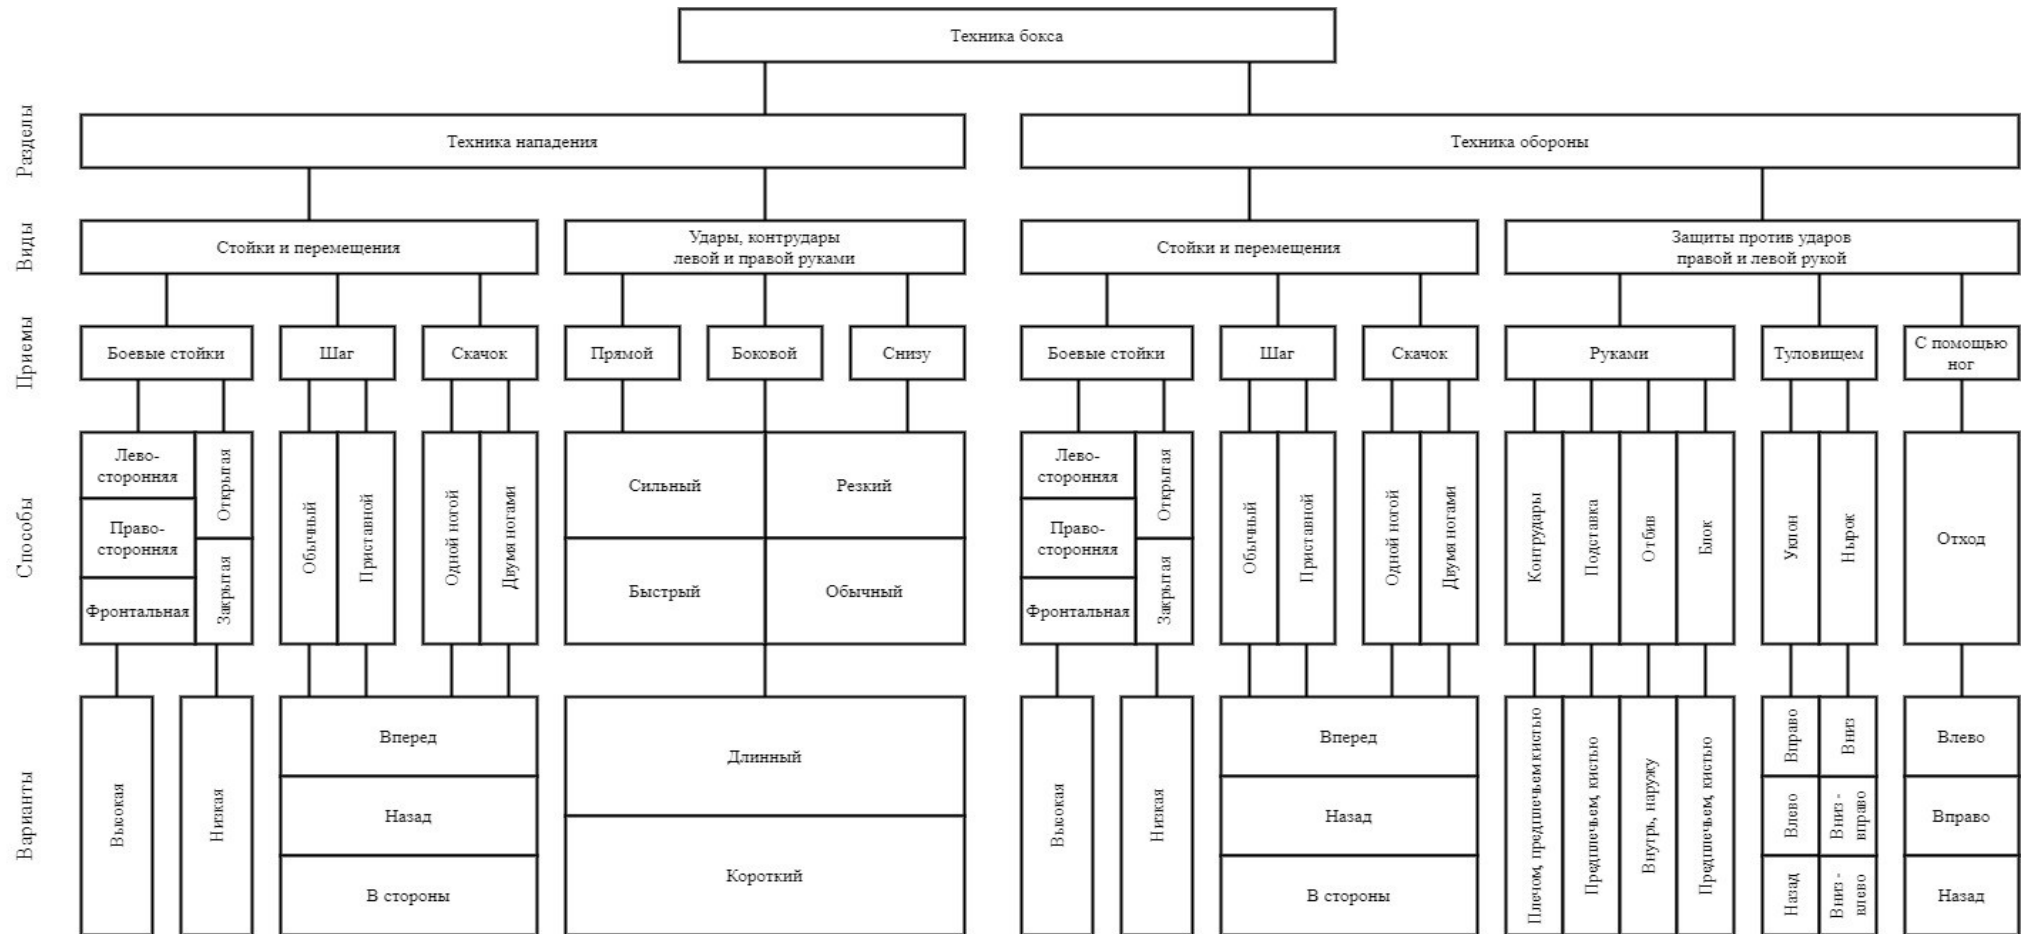 Техника бокса
Разделы
Техника нападения
Техника обороны
Виды
Стойки и перемещения
Удары, контрудары
левой и правой руками
Стойки и перемещения
Защиты против ударов
правой и левой рукой
Приемы
Боевые стойки
Шаг
Скачок
Прямой
Боковой
Снизу
Боевые стойки
Шаг
Скачок
Руками
Туловищем
С помощью
ног
Способы
Лево-
сторонняя
Право-
сторонняя
Фронтальная
Открытая
Закрытая
Обычный
Приставной
Одной ногой
Двумя ногами
Сильный
Резкий
Быстрый
Обычный
Лево-
сторонняя
Право-
сторонняя
Фронтальная
Открытая
Закрытая
Обычный
Приставной
Одной ногой
Двумя ногами
Контрудары
Подставка
Отбив
Блок
Уклон
Нырок
Отход
Варианты
Высокая
Низкая
Вперед
Назад
В стороны
Длинный
Короткий
Высокая
Низкая
Вперед
Назад
В стороны
Плечом, предплечьем кистью
Предплечьем, кистью
Внутрь, наружу
Предплечьем, кистью
Вправо
Влево
Назад
Вниз
Вниз -
вправо
Вниз -
влево
Влево
Вправо
Назад